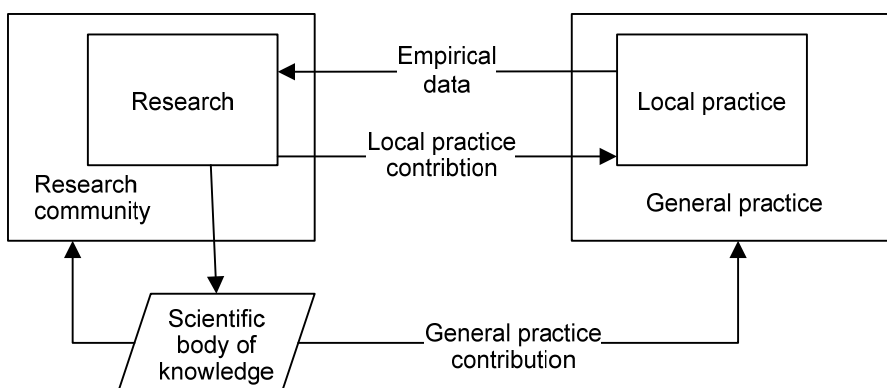 Empirical
data
Research
Local practice
Local practice
contribtion
Research
community
General practice
Scientific
body of
knowledge
General practice
contribution